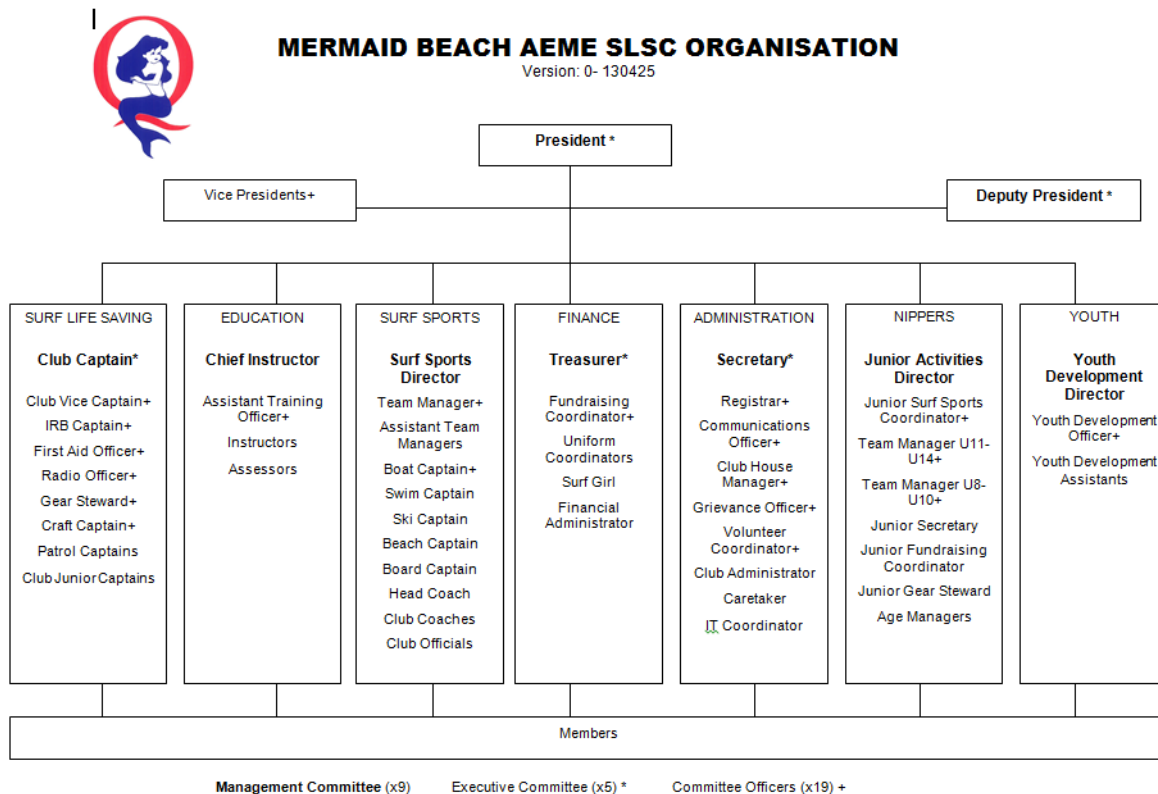 MERMAID BEACH AEME SLSC ORGANISATION
Version: 0- 130425
President *
Vice Presidents+
Deputy President *
SURF LIFE SAVING
Club Captain*
Club Vice Captain+
IRB Captain+
First Aid Officer+
Radio Officer+
Gear Steward+
Craft Captain+
Patrol Captains
Club Junior Captains
EDUCATION
Chief Instructor
Assistant Training
Officer+
Instructors
Assessors
SURF SPORTS
Surf Sports
Director
Team Manager+
Assistant Team
Managers
Boat Captain+
Swim Captain
Ski Captain
Beach Captain
Board Captain
Head Coach
Club Coaches
Club Officials
FINANCE
Treasurer*
Fundraising
Coordinator+
Uniform
Coordinators
Surf Girl
Financial
Administrator
ADMINISTRATION
Secretary*
Registrar+
Communications
Officer+
Club House
Manager+
Grievance Officer+
Volunteer
Coordinator+
Club Administrator
Caretaker
IT Coordinator
NIPPERS
Junior Activities
Director
Junior Surf Sports
Coordinator+
Team Manager U11-
U14+
Team Manager U8-
U10+
Junior Secretary
Junior Fundraising
Coordinator
Junior Gear Steward
Age Managers
YOUTH
Youth
Development
Director
Youth Development
Officer+
Youth Development
Assistants
Members
Management Committee (x9) Executive Committee (x5) * Committee Officers (x19) +